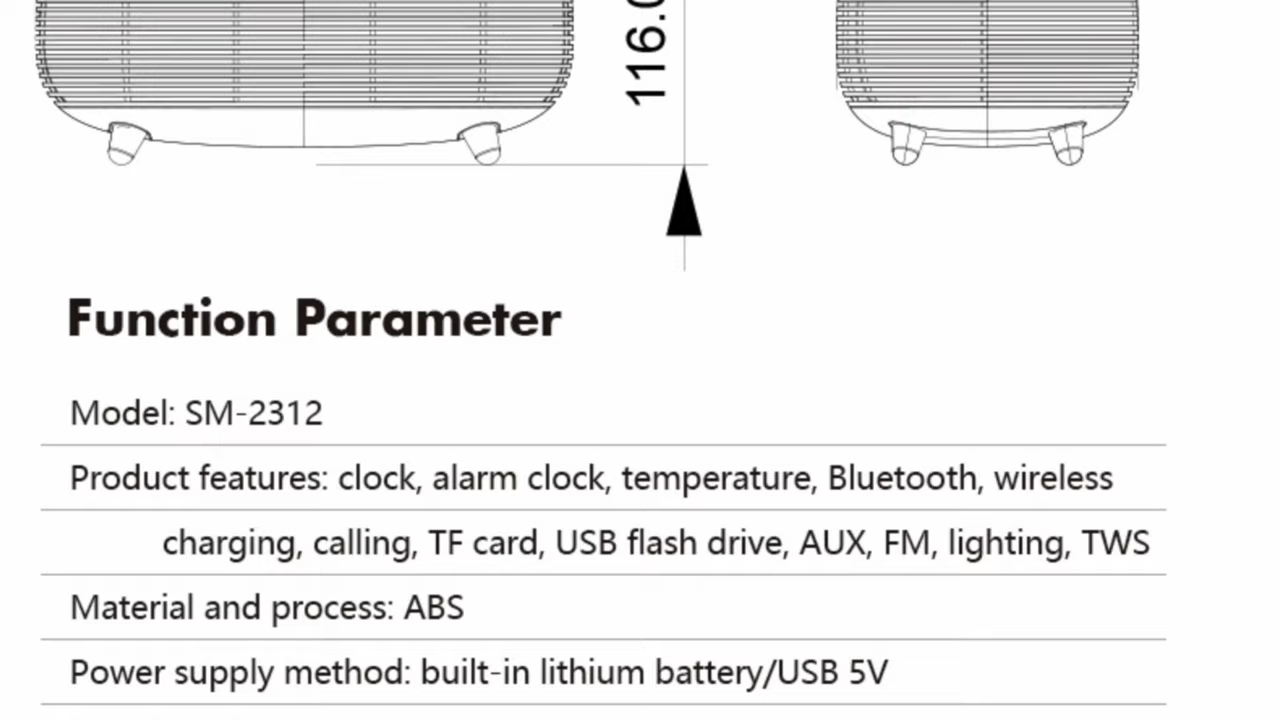 116.0
Function Parameter
Model: SM-2312
Product features: clock, alarm clock, temperature, Bluetooth, wireless
charging, calling, TF card, USB flash drive, AUX, FM, lighting, TWS
Material and process: ABS
Power supply method: built-in lithium battery/USB 5V